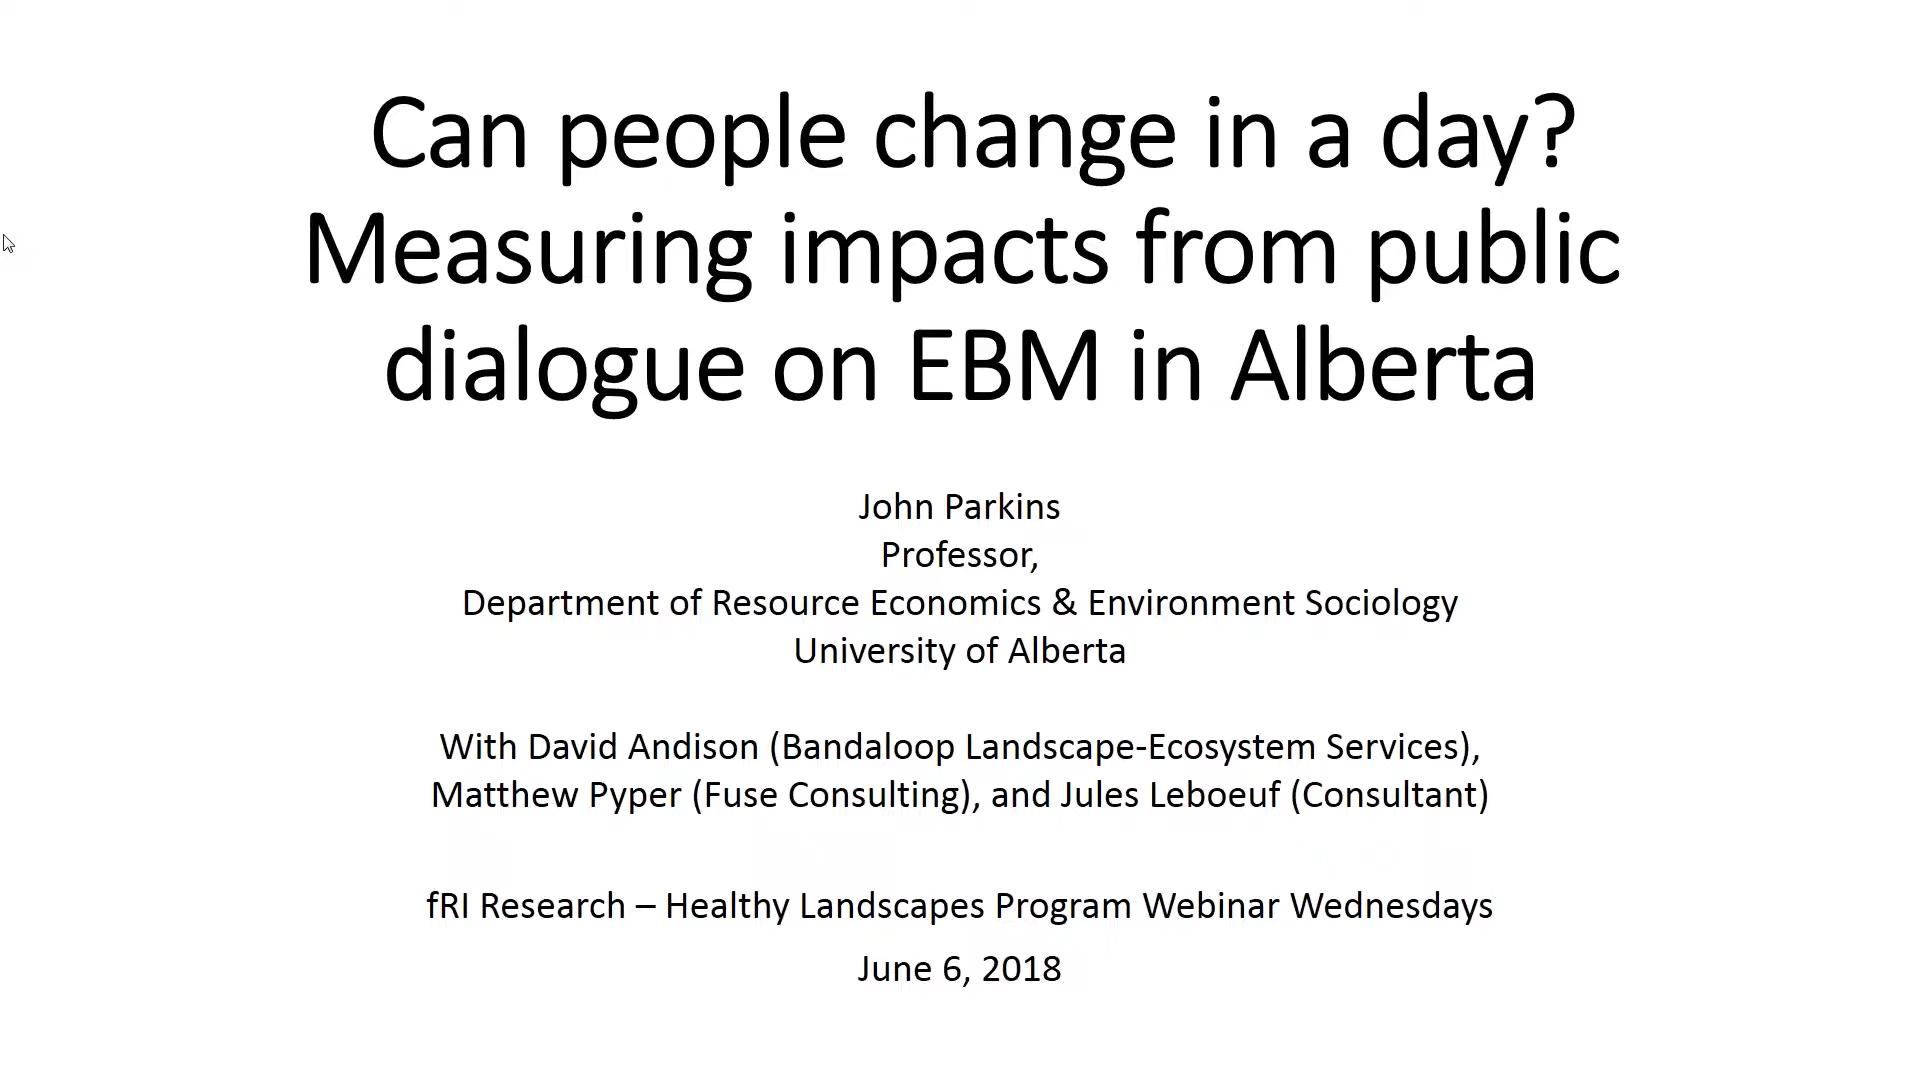 Can people change in a day?
Measuring impacts from public
dialogue on EBM in Alberta
John Parkins
Professor,
Department of Resource Economics & Environment Sociology
University of Alberta
With David Andison (Bandaloop Landscape-Ecosystem Services),
Matthew Pyper (Fuse Consulting), and Jules Leboeuf (Consultant)
fRI Research – Healthy Landscapes Program Webinar Wednesdays
June 6, 2018